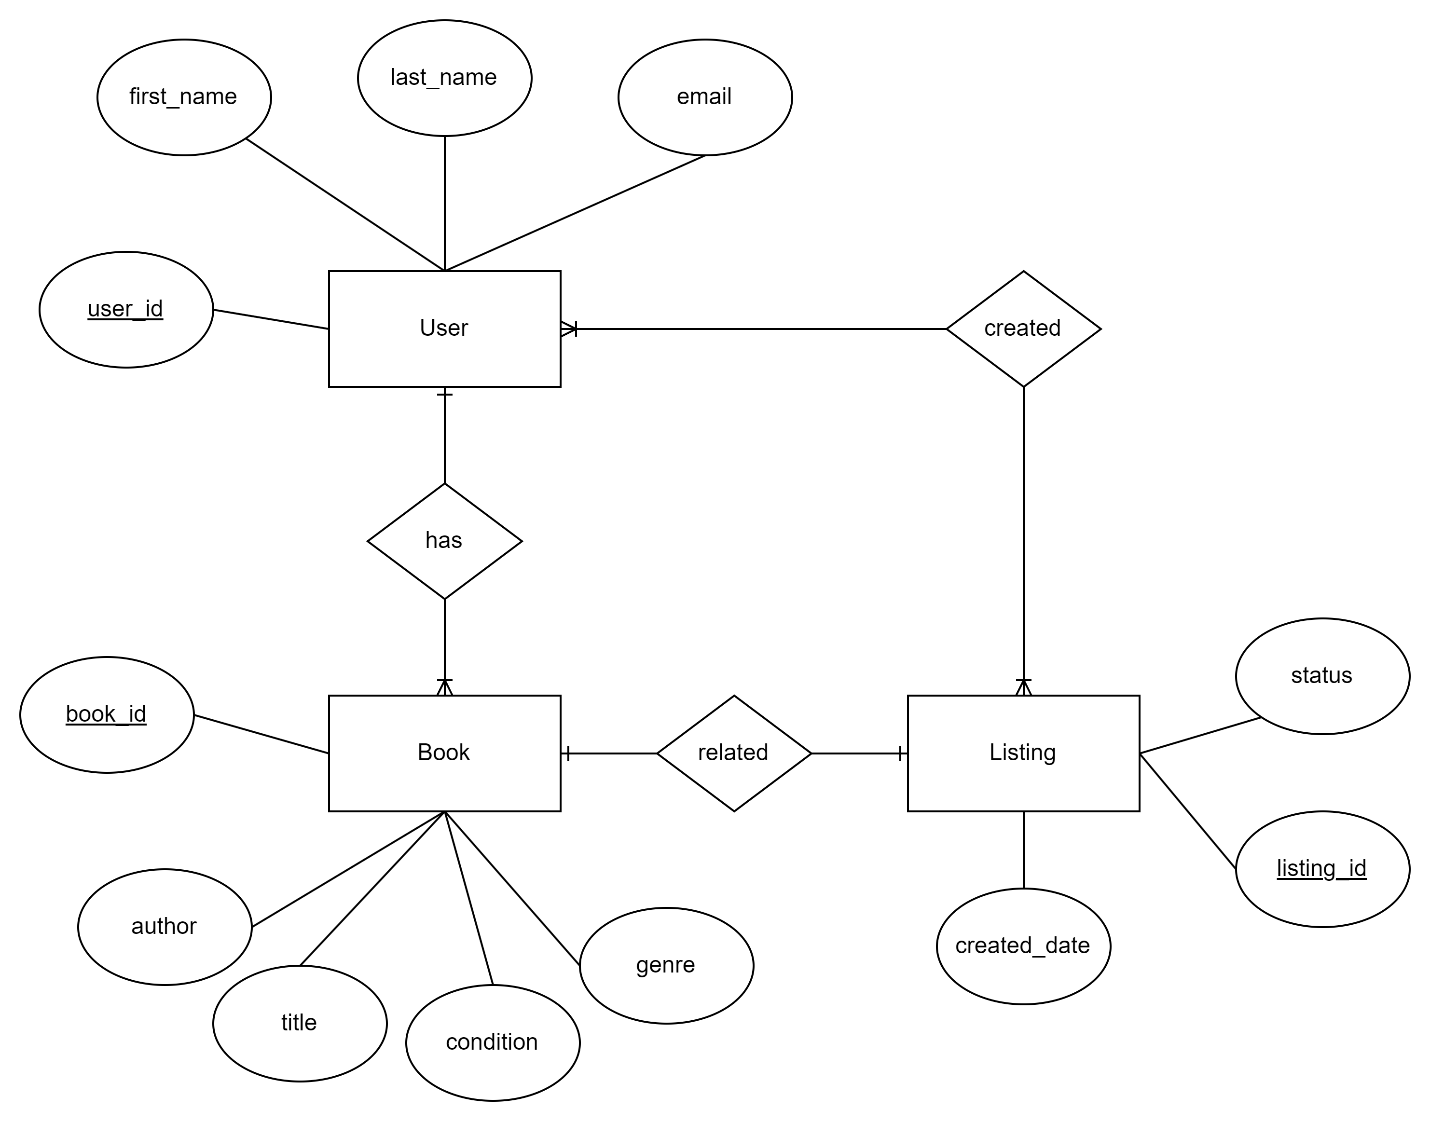 last_name
first_name
email
user_id
User
created
has
status
book_id
Book
related
Listing
listing_id
author
created_date
genre
title
condition